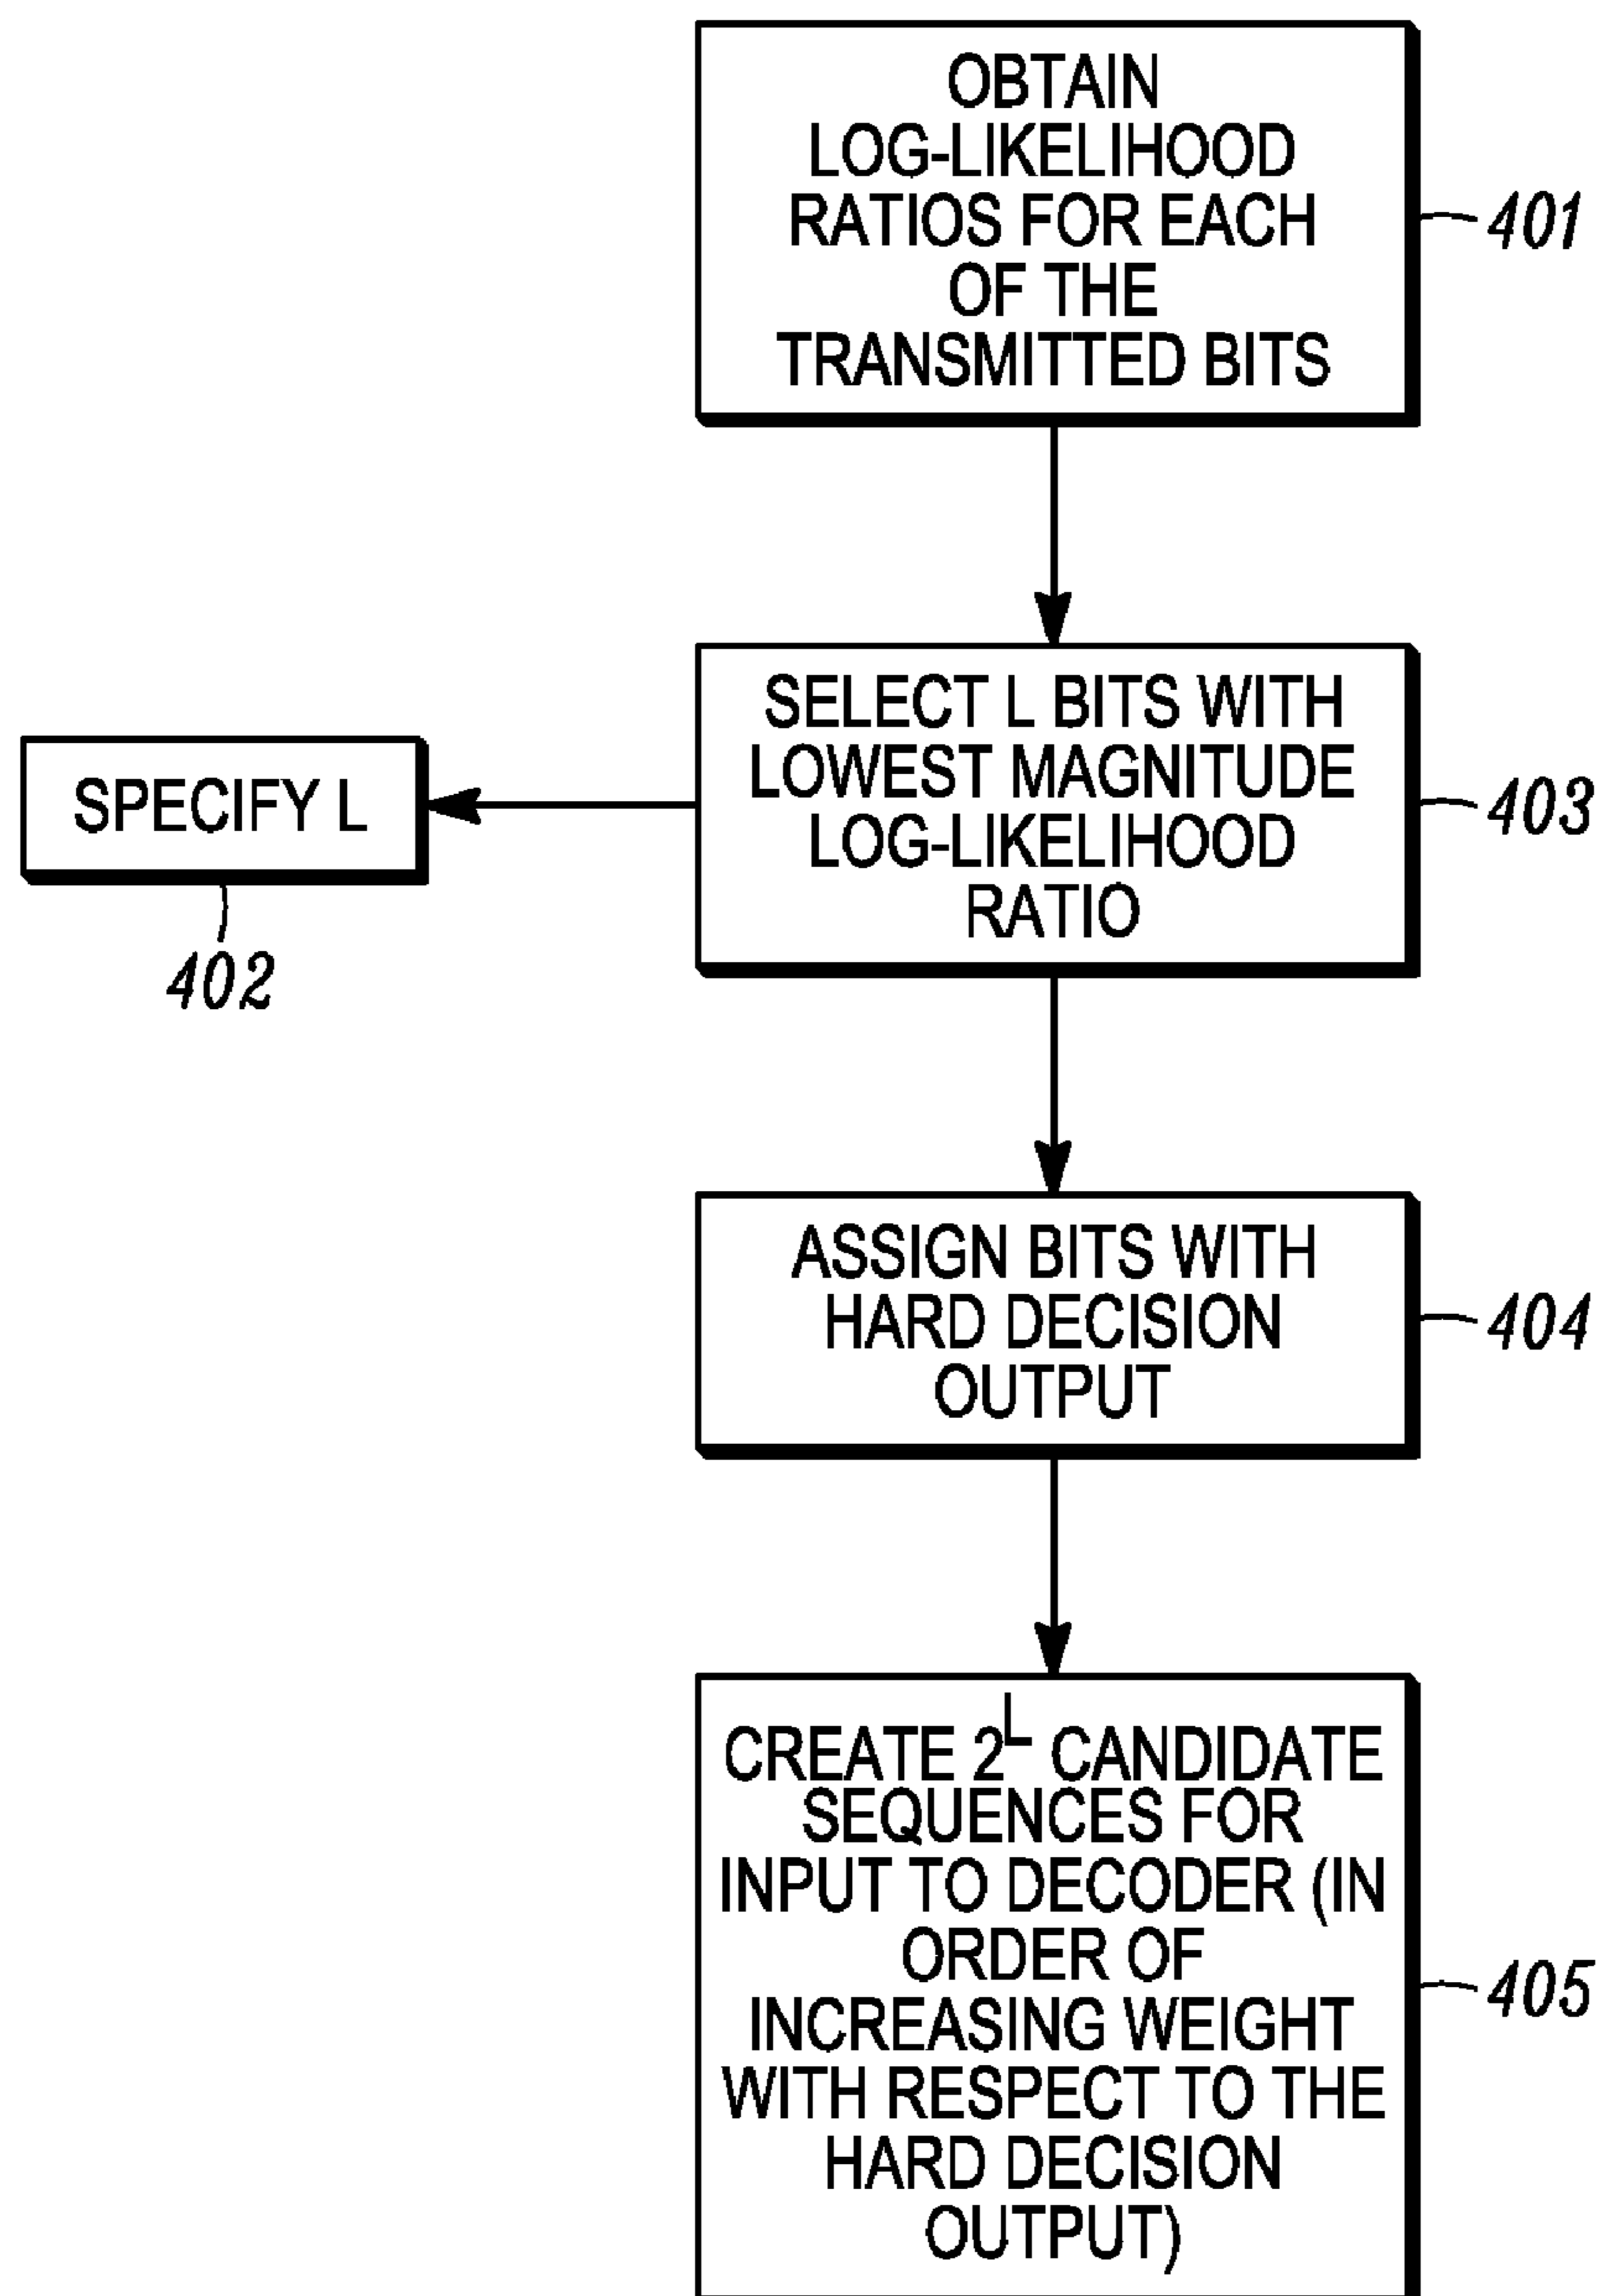 OBTAIN
LOG-LIKELIHOOD
RATIOS FOR EACH
OF THE
TRANSMITTED BITS
401
SELECT L BITS WITH
LOWEST MAGNITUDE
LOG-LIKELIHOOD
RATIO
403
SPECIFY L
402
ASSIGN BITS WITH
HARD DECISION
OUTPUT
404
CREATE 2^L CANDIDATE
SEQUENCES FOR
INPUT TO DECODER (IN
ORDER OF
INCREASING WEIGHT
WITH RESPECT TO THE
HARD DECISION
OUTPUT)
405